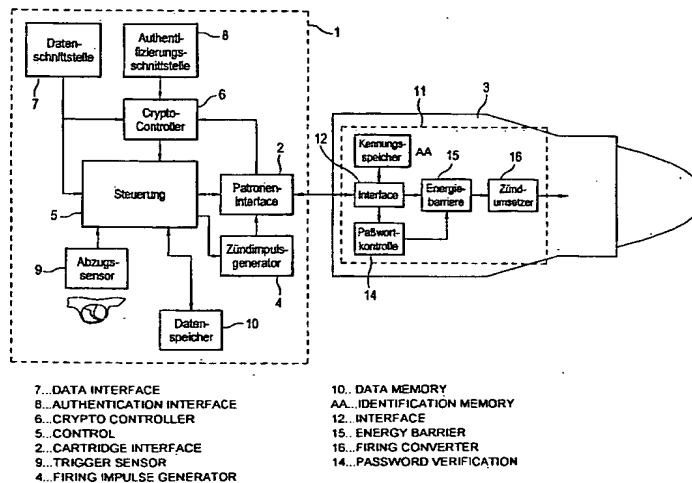 1
Daten-
schnittstelle
7
Authenti-
fizierungs-
schnittstelle
8
Crypto-
Controller
6
Steuerung
5
Patronen-
Interface
2
Zündimpuls-
generator
4
Abzugs-
sensor
9
Daten-
speicher
10
3
11
12
Kennungs-
speicher
AA
Interface
15
Energie-
barriere
16
Zünd-
umsetzer
Paßwort-
kontrolle
14
7...DATA INTERFACE
8...AUTHENTICATION INTERFACE
6...CRYPTO CONTROLLER
5...CONTROL
2...CARTRIDGE INTERFACE
9...TRIGGER SENSOR
4...FIRING IMPULSE GENERATOR
10...DATA MEMORY
AA...IDENTIFICATION MEMORY
12...INTERFACE
15...ENERGY BARRIER
16...FIRING CONVERTER
14...PASSWORD VERIFICATION